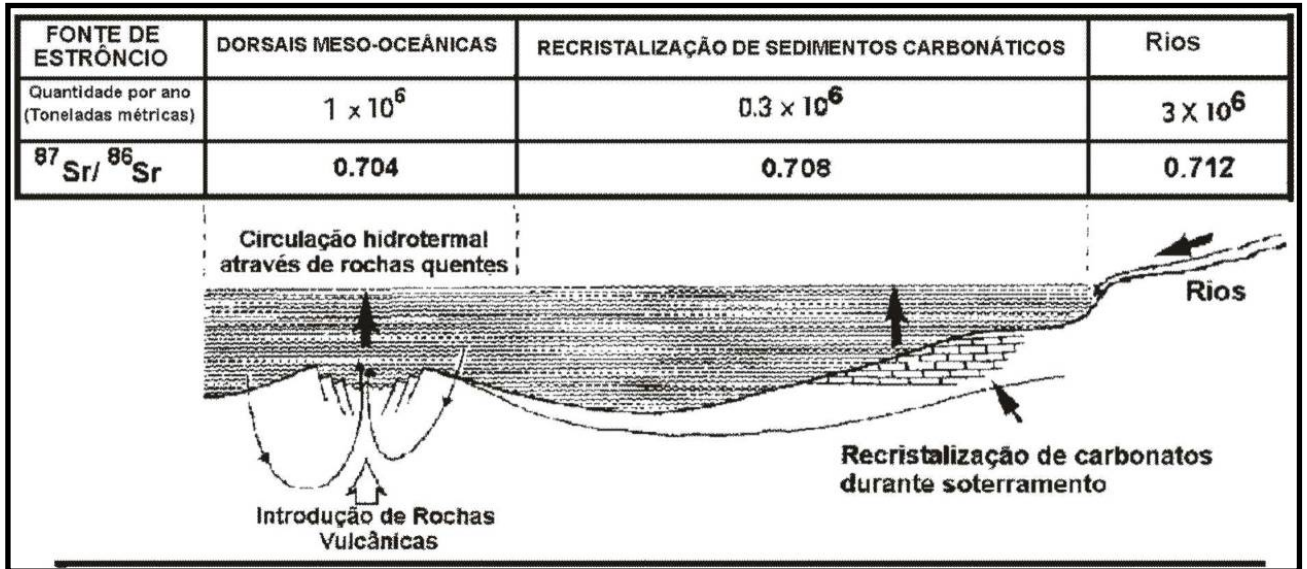 FONTE DE
ESTRÔNCIO
DORSAIS MESO-OCEÂNICAS
RECRISTALIZAÇÃO DE SEDIMENTOS CARBONÁTICOS
Rios
Quantidade por ano
(Toneladas métricas)
1 x 10⁶
0.3 x 10⁶
3 X 10⁶
⁸⁷Sr/ ⁸⁶Sr
0.704
0.708
0.712
Circulação hidrotermal
através de rochas quentes
Rios
Recristalização de carbonatos
durante soterramento
Introdução de Rochas
Vulcânicas